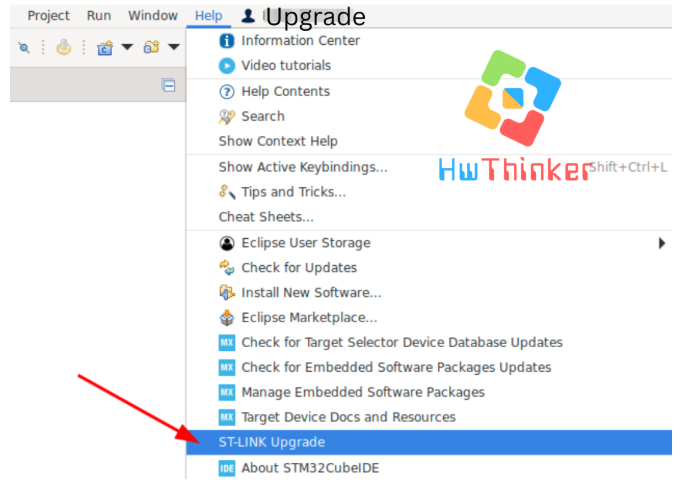 Project Run Window Help Upgrade
Information Center
Video tutorials
Help Contents
Search
Show Context Help
Show Active Keybindings... Shift+Ctrl+L
HwThinker
Tips and Tricks...
Cheat Sheets...
Eclipse User Storage
Check for Updates
Install New Software...
Eclipse Marketplace...
MX Check for Target Selector Device Database Updates
MX Check for Embedded Software Packages Updates
MX Manage Embedded Software Packages
MX Target Device Docs and Resources
ST-LINK Upgrade
IDE About STM32CubeIDE